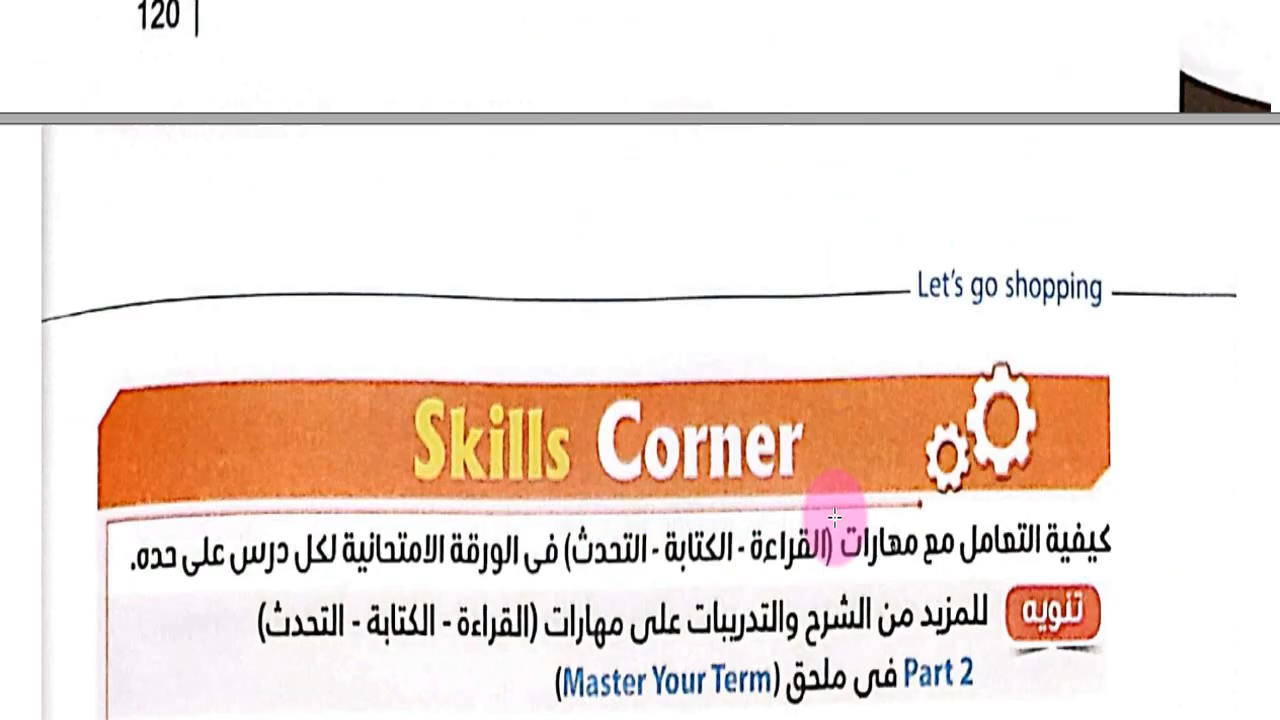 120 |
Let's go shopping
Skills Corner
كيفية التعامل مع مهارات (القراءة - الكتابة - التحدث) فى الورقة الامتحانية لكل درس على حده.
تنويه للمزيد من الشرح والتدريبات على مهارات (القراءة - الكتابة - التحدث)
Part 2 فى ملحق (Master Your Term)